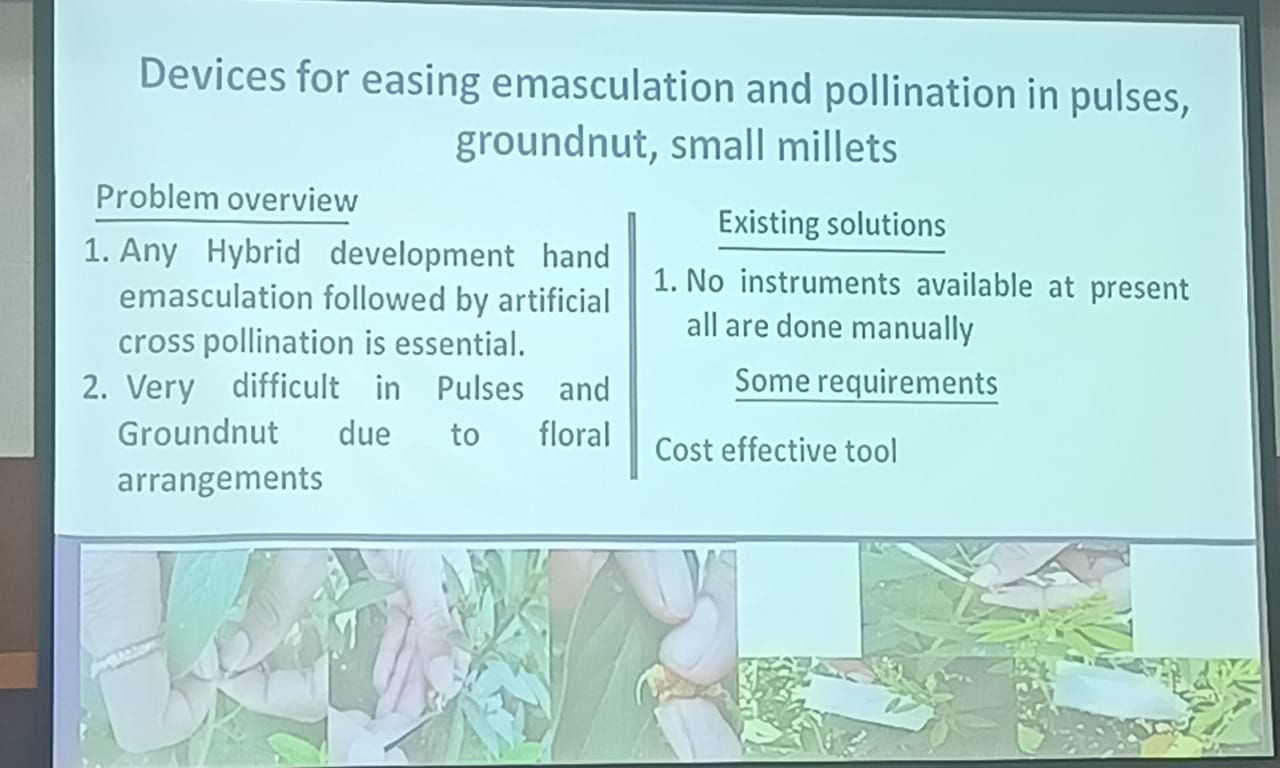 Devices for easing emasculation and pollination in pulses,
groundnut, small millets
Problem overview
1. Any Hybrid development hand
emasculation followed by artificial
cross pollination is essential.
2. Very difficult in Pulses and
Groundnut due to floral
arrangements
Existing solutions
1. No instruments available at present
all are done manually
Some requirements
Cost effective tool